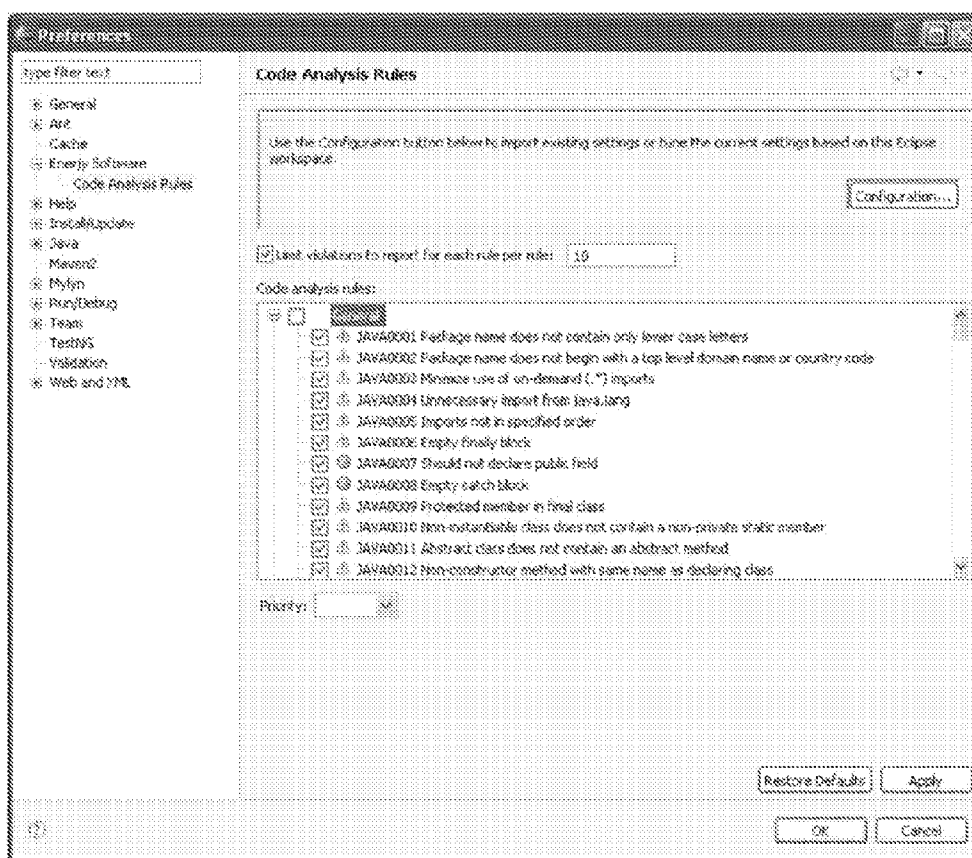 Preferences
type filter text
General
Ant
Cache
Enerjy Software
Code Analysis Rules
Help
Install/Update
Java
Maven2
Mylyn
Run/Debug
Team
TestNG
Validation
Web and XML
Code Analysis Rules
Use the Configuration button below to import existing settings or tune the current settings based on this Eclipse
workspace.
Configuration...
Limit violations to report for each rule per rule: 10
Code analysis rules:
JAVA0001 Package name does not contain only lower case letters
JAVA0002 Package name does not begin with a top level domain name or country code
JAVA0003 Minimize use of on-demand (.*) imports
JAVA0004 Unnecessary import from java.lang
JAVA0005 Imports not in specified order
JAVA0006 Empty finally block
JAVA0007 Should not declare public field
JAVA0008 Empty catch block
JAVA0009 Protected member in final class
JAVA0010 Non-instantiable class does not contain a non-private static member
JAVA0011 Abstract class does not contain an abstract method
JAVA0012 Non-constructor method with same name as declaring class
Priority:
Restore Defaults
Apply
OK
Cancel